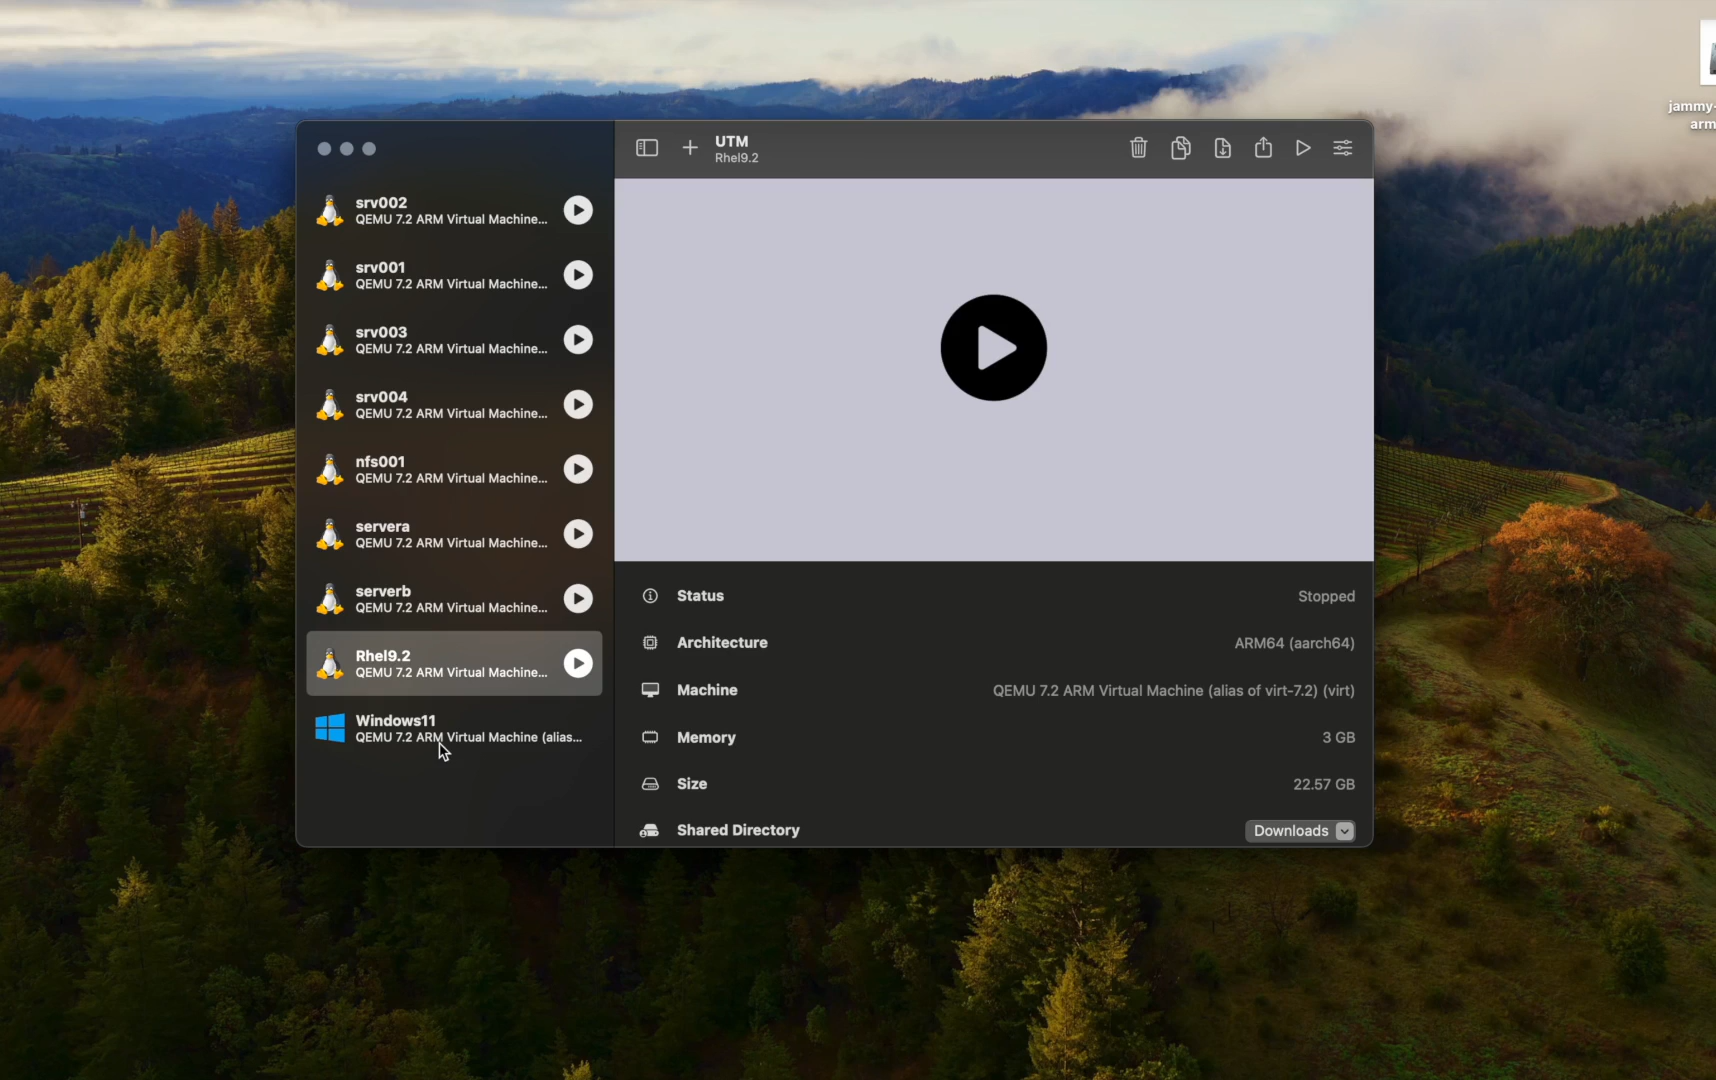 UTM
Rhel9.2
srv002
QEMU 7.2 ARM Virtual Machine...
srv001
QEMU 7.2 ARM Virtual Machine...
srv003
QEMU 7.2 ARM Virtual Machine...
srv004
QEMU 7.2 ARM Virtual Machine...
nfs001
QEMU 7.2 ARM Virtual Machine...
servera
QEMU 7.2 ARM Virtual Machine...
serverb
QEMU 7.2 ARM Virtual Machine...
Rhel9.2
QEMU 7.2 ARM Virtual Machine...
Windows11
QEMU 7.2 ARM Virtual Machine (alias...
Status Stopped
Architecture ARM64 (aarch64)
Machine QEMU 7.2 ARM Virtual Machine (alias of virt-7.2) (virt)
Memory 3 GB
Size 22.57 GB
Shared Directory Downloads
jammy-
arm